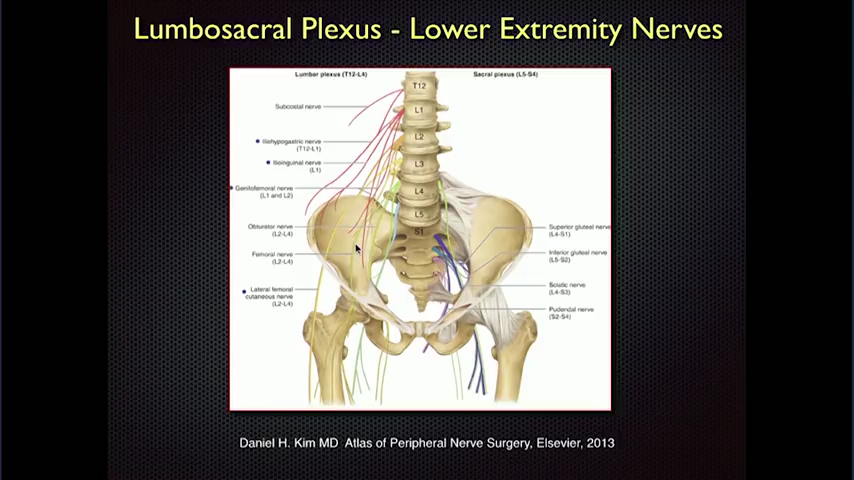 Lumbosacral Plexus - Lower Extremity Nerves
Lumbar plexus (T12-L4)
Sacral plexus (L5-S4)
T12
Subcostal nerve
L1
L2
Iliohypogastric nerve
(T12-L1)
Ilioinguinal nerve
(L1)
L3
Genitofemoral nerve
(L1 and L2)
L4
L5
S1
Obturator nerve
(L2-L4)
Superior gluteal nerve
(L4-S1)
Femoral nerve
(L2-L4)
Inferior gluteal nerve
(L5-S2)
Lateral femoral
cutaneous nerve
(L2-L4)
Sciatic nerve
(L4-S3)
Pudendal nerve
(S2-S4)
Daniel H. Kim MD Atlas of Peripheral Nerve Surgery, Elsevier, 2013